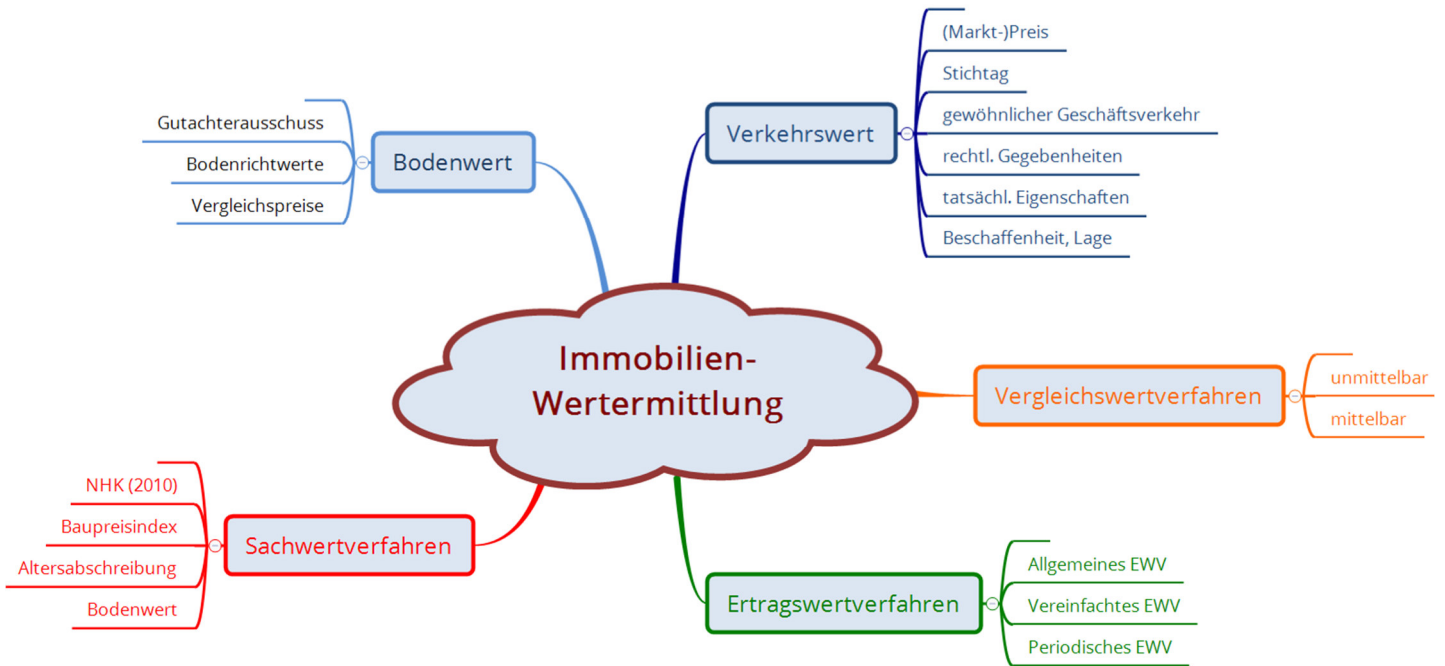 Immobilien-
Wertermittlung
Verkehrswert
(Markt-)Preis
Stichtag
gewöhnlicher Geschäftsverkehr
rechtl. Gegebenheiten
tatsächl. Eigenschaften
Beschaffenheit, Lage
Vergleichswertverfahren
unmittelbar
mittelbar
Ertragswertverfahren
Allgemeines EWV
Vereinfachtes EWV
Periodisches EWV
Sachwertverfahren
NHK (2010)
Baupreisindex
Altersabschreibung
Bodenwert
Bodenwert
Gutachterausschuss
Bodenrichtwerte
Vergleichspreise